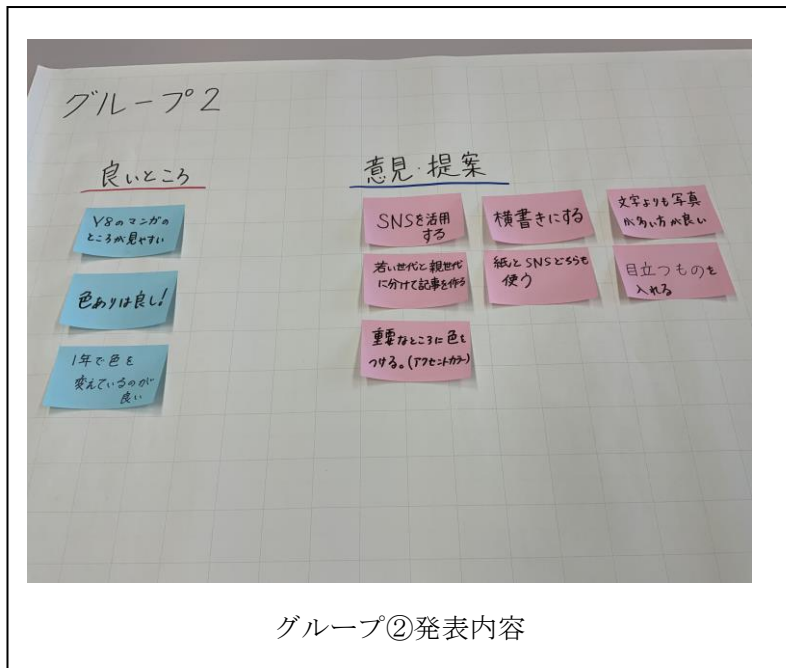 グループ2
良いところ
V8のマンガの
ところが見やすい
色ありは良し!
1年で色を
変えているのが
良い
意見・提案
SNSを活用
する
横書きにする
文字よりも写真
が多い方が良い
若い世代と親世代
に分けて記事を作る
紙とSNSどちらも
使う
目立つものを
入れる
重要なところに色を
つける。(アクセントカラー)
グループ②発表内容